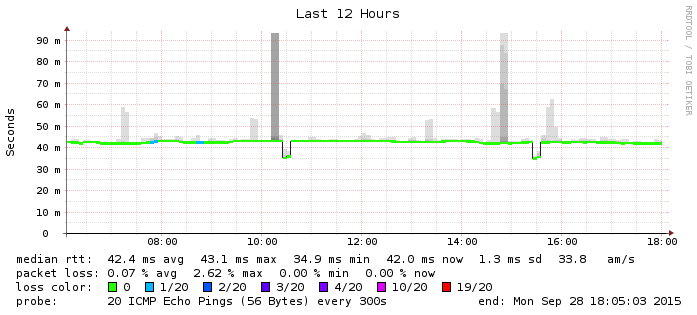 Last 12 Hours
RRDTOOL / TOBI OETIKER
Seconds
90 m
80 m
70 m
60 m
50 m
40 m
30 m
20 m
10 m
0
08:00 10:00 12:00 14:00 16:00 18:00
median rtt: 42.4 ms avg 43.1 ms max 34.9 ms min 42.0 ms now 1.3 ms sd 33.8 am/s
packet loss: 0.07 % avg 2.62 % max 0.00 % min 0.00 % now
loss color: 0 1/20 2/20 3/20 4/20 10/20 19/20
probe: 20 ICMP Echo Pings (56 Bytes) every 300s end: Mon Sep 28 18:05:03 2015